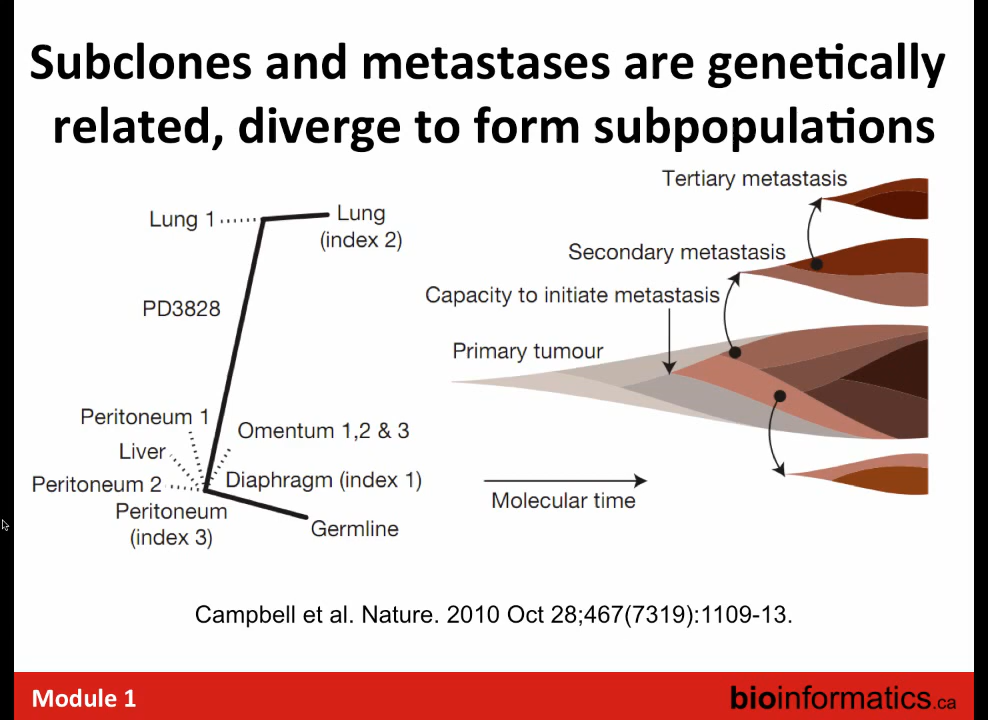 Subclones and metastases are genetically
related, diverge to form subpopulations
Lung 1
Lung
(index 2)
PD3828
Peritoneum 1
Omentum 1,2 & 3
Liver
Diaphragm (index 1)
Peritoneum 2
Peritoneum
(index 3)
Germline
Tertiary metastasis
Secondary metastasis
Capacity to initiate metastasis
Primary tumour
Molecular time
Campbell et al. Nature. 2010 Oct 28;467(7319):1109-13.
Module 1
bioinformatics.ca